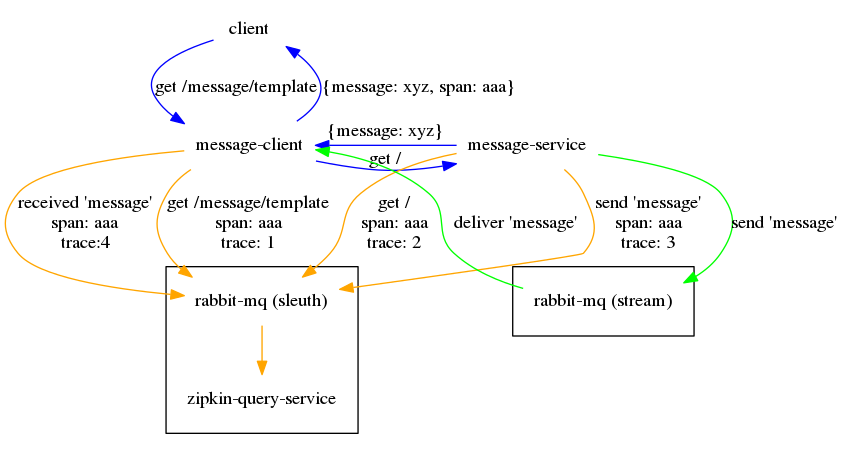 client
get /message/template
{message: xyz, span: aaa}
{message: xyz}
message-client
message-service
get /
received 'message'
span: aaa
trace:4
get /message/template
span: aaa
trace: 1
get /
span: aaa
trace: 2
deliver 'message'
send 'message'
span: aaa
trace: 3
send 'message'
rabbit-mq (sleuth)
rabbit-mq (stream)
zipkin-query-service